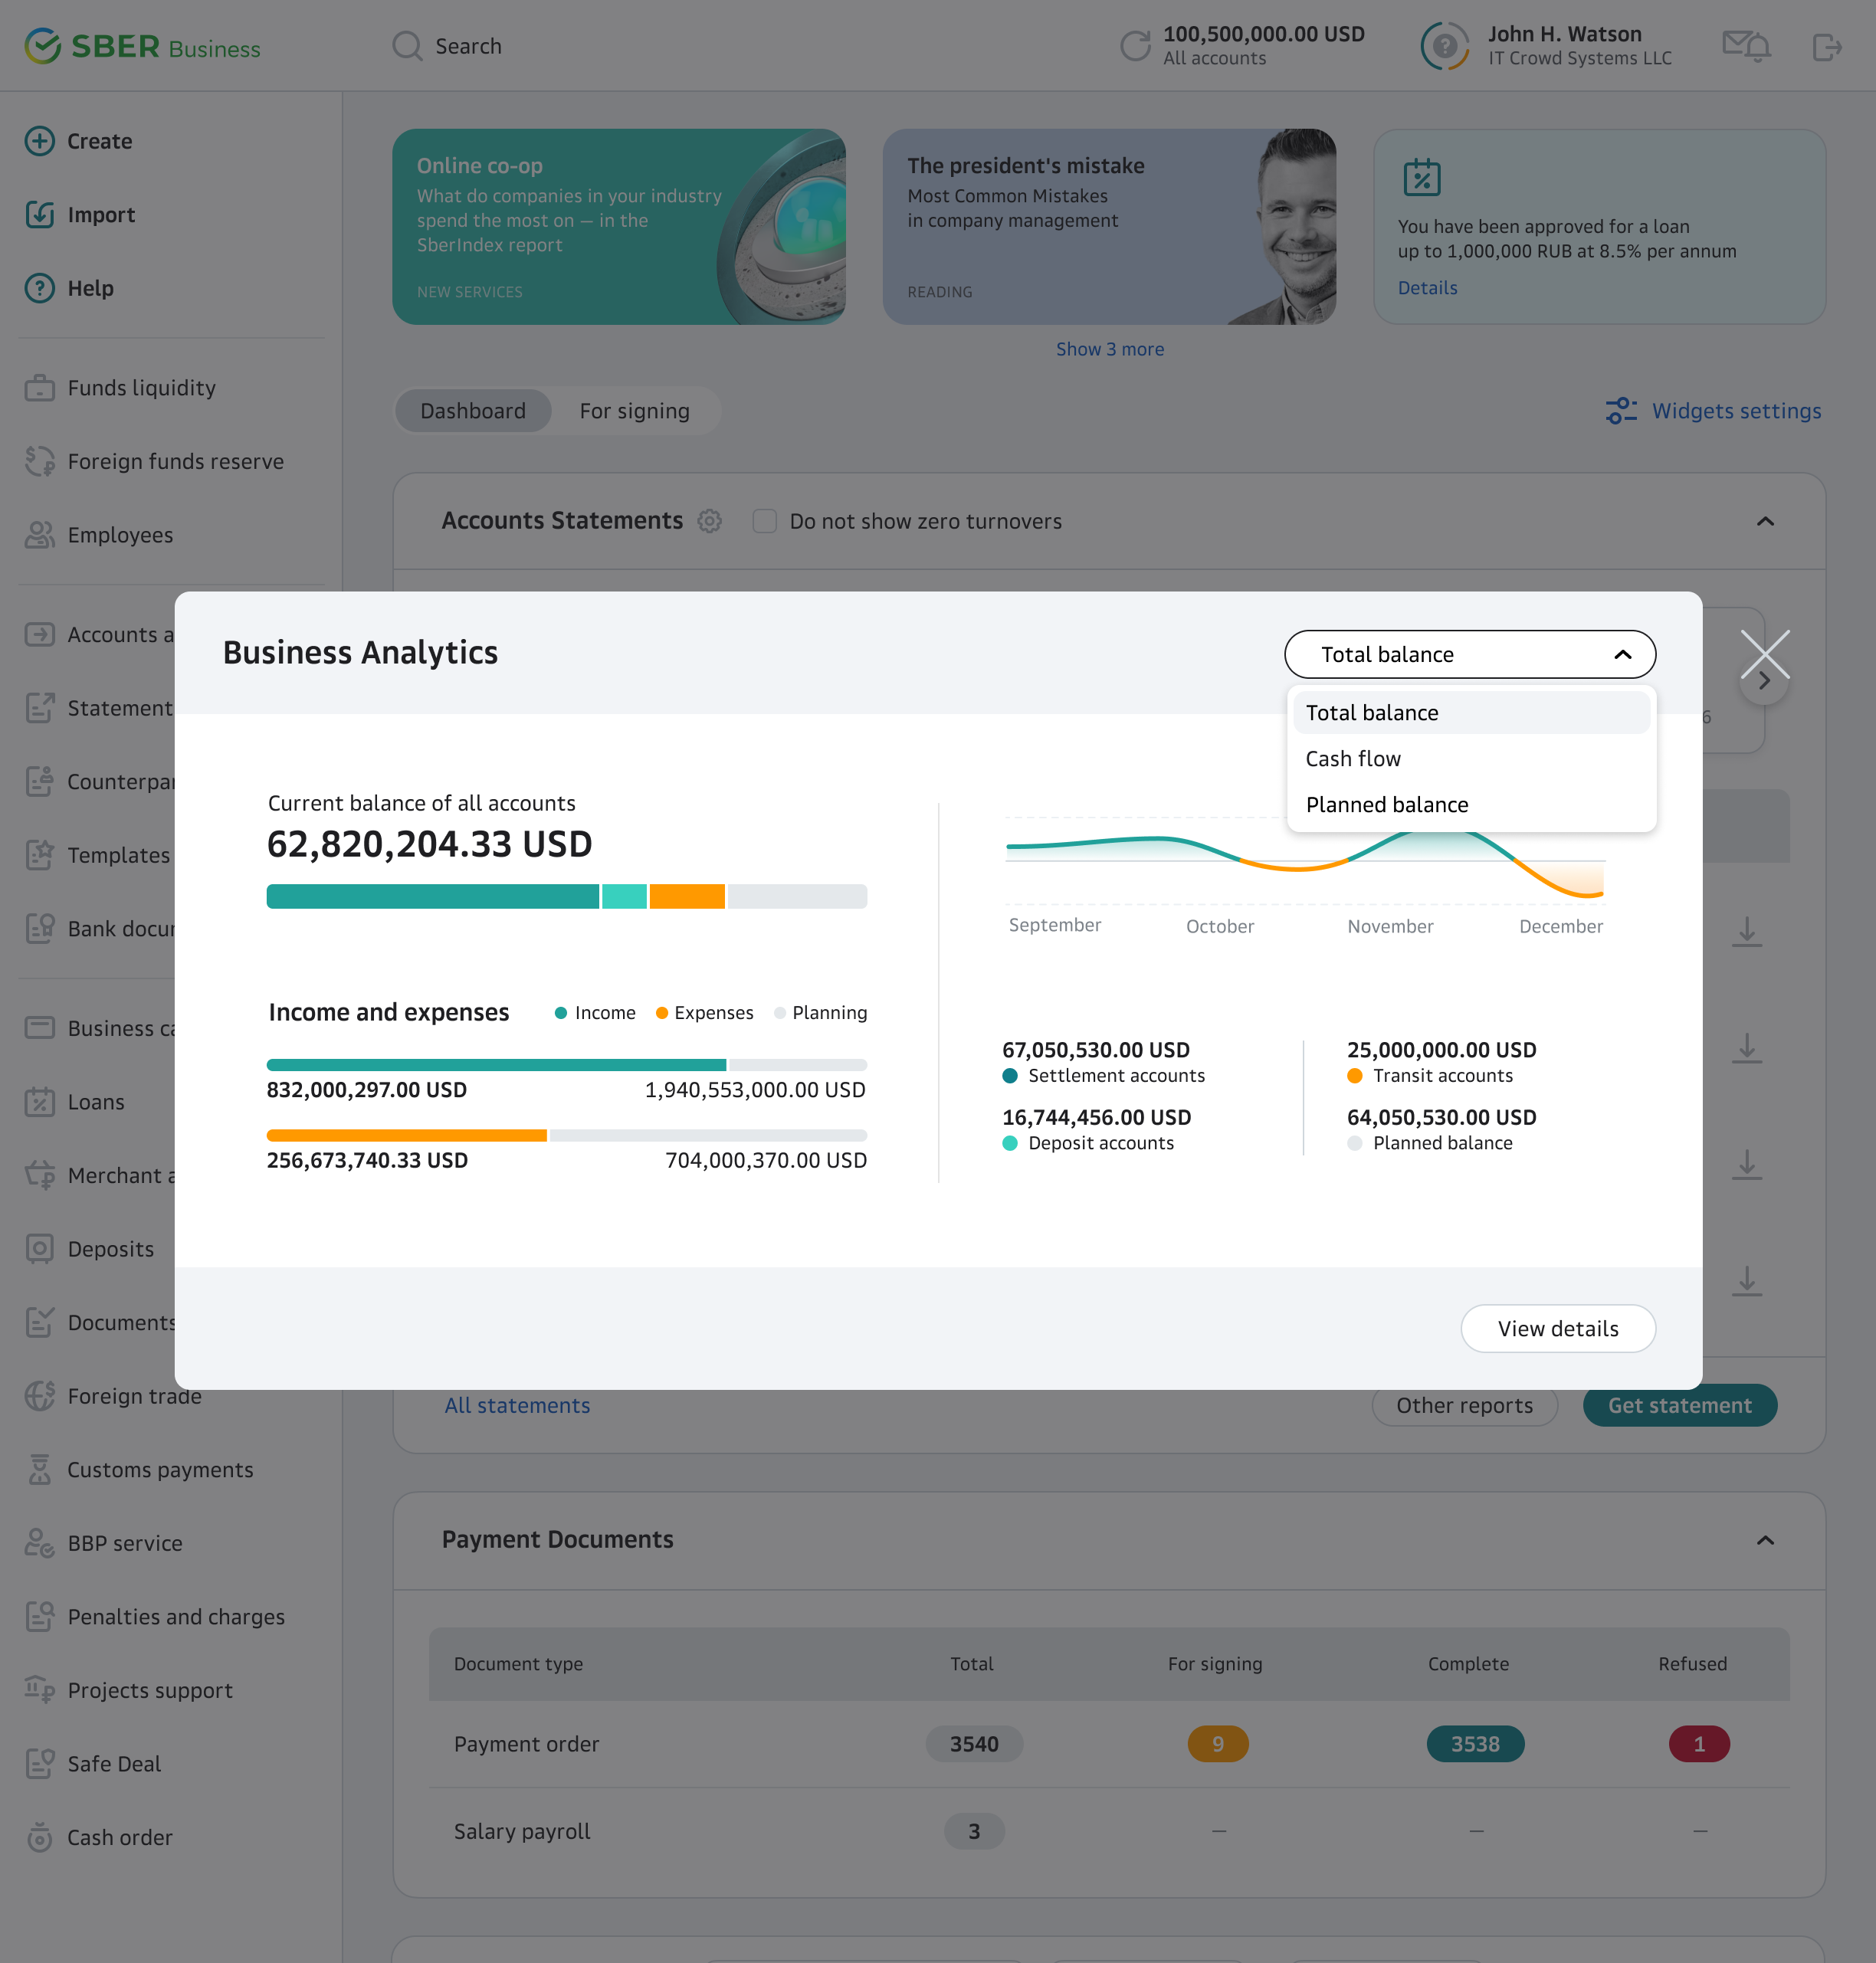 SBER Business
Search
100,500,000.00 USD
All accounts
John H. Watson
IT Crowd Systems LLC
Create
Import
Help
Funds liquidity
Foreign funds reserve
Employees
Accounts a
Statement
Counterpar
Templates
Bank docu
Business ca
Loans
Merchant a
Deposits
Documents
Foreign trade
Customs payments
BBP service
Penalties and charges
Projects support
Safe Deal
Cash order
Online co-op
What do companies in your industry
spend the most on — in the
SberIndex report
NEW SERVICES
The president's mistake
Most Common Mistakes
in company management
READING
You have been approved for a loan
up to 1,000,000 RUB at 8.5% per annum
Details
Show 3 more
Dashboard
For signing
Widgets settings
Accounts Statements
Do not show zero turnovers
Business Analytics
Total balance
Total balance
Cash flow
Planned balance
Current balance of all accounts
62,820,204.33 USD
Income and expenses
Income
Expenses
Planning
832,000,297.00 USD
1,940,553,000.00 USD
256,673,740.33 USD
704,000,370.00 USD
September
October
November
December
67,050,530.00 USD
Settlement accounts
16,744,456.00 USD
Deposit accounts
25,000,000.00 USD
Transit accounts
64,050,530.00 USD
Planned balance
View details
All statements
Other reports
Get statement
Payment Documents
Document type Total For signing Complete Refused
Payment order 3540 9 3538 1
Salary payroll 3 – – –